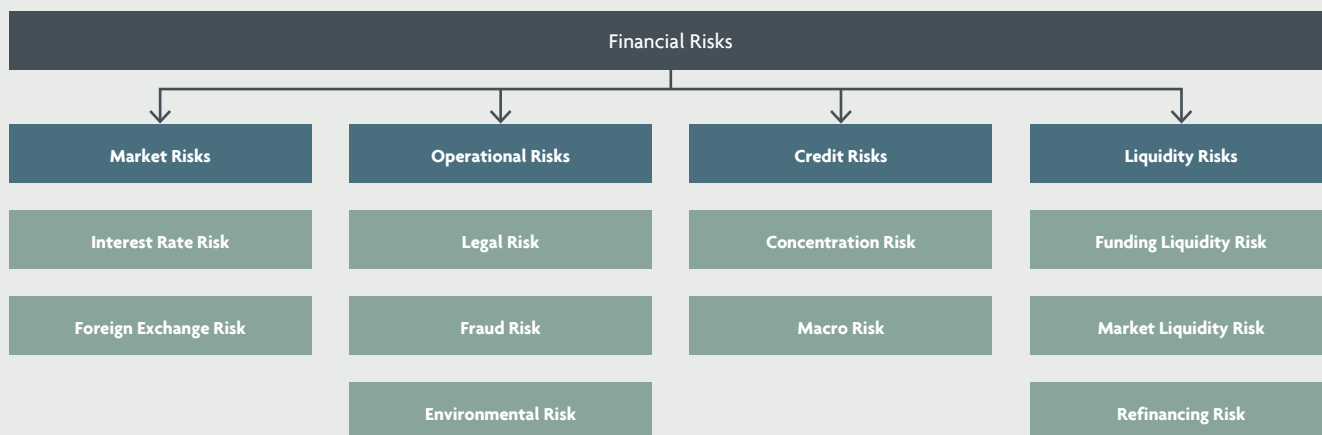 Financial Risks
Market Risks
Operational Risks
Credit Risks
Liquidity Risks
Interest Rate Risk
Legal Risk
Concentration Risk
Funding Liquidity Risk
Foreign Exchange Risk
Fraud Risk
Macro Risk
Market Liquidity Risk
Environmental Risk
Refinancing Risk